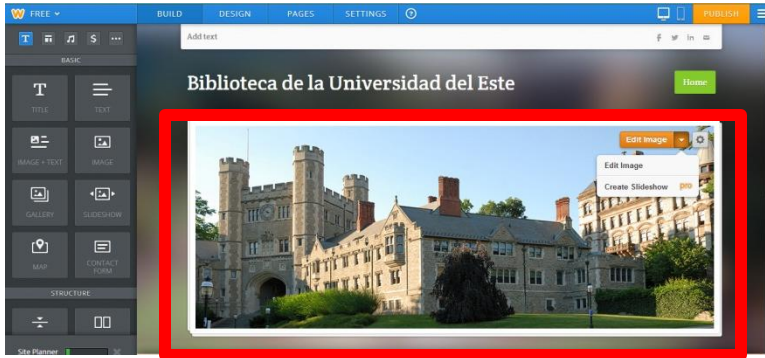 FREE
BUILD DESIGN PAGES SETTINGS ?
PUBLISH
T $
BASIC
T
TITLE TEXT
IMAGE + TEXT IMAGE
GALLERY SLIDESHOW
MAP CONTACT FORM
STRUCTURE
Site Planner
Add text
f in
Biblioteca de la Universidad del Este
Home
Edit Image
Edit Image
Create Slideshow pro